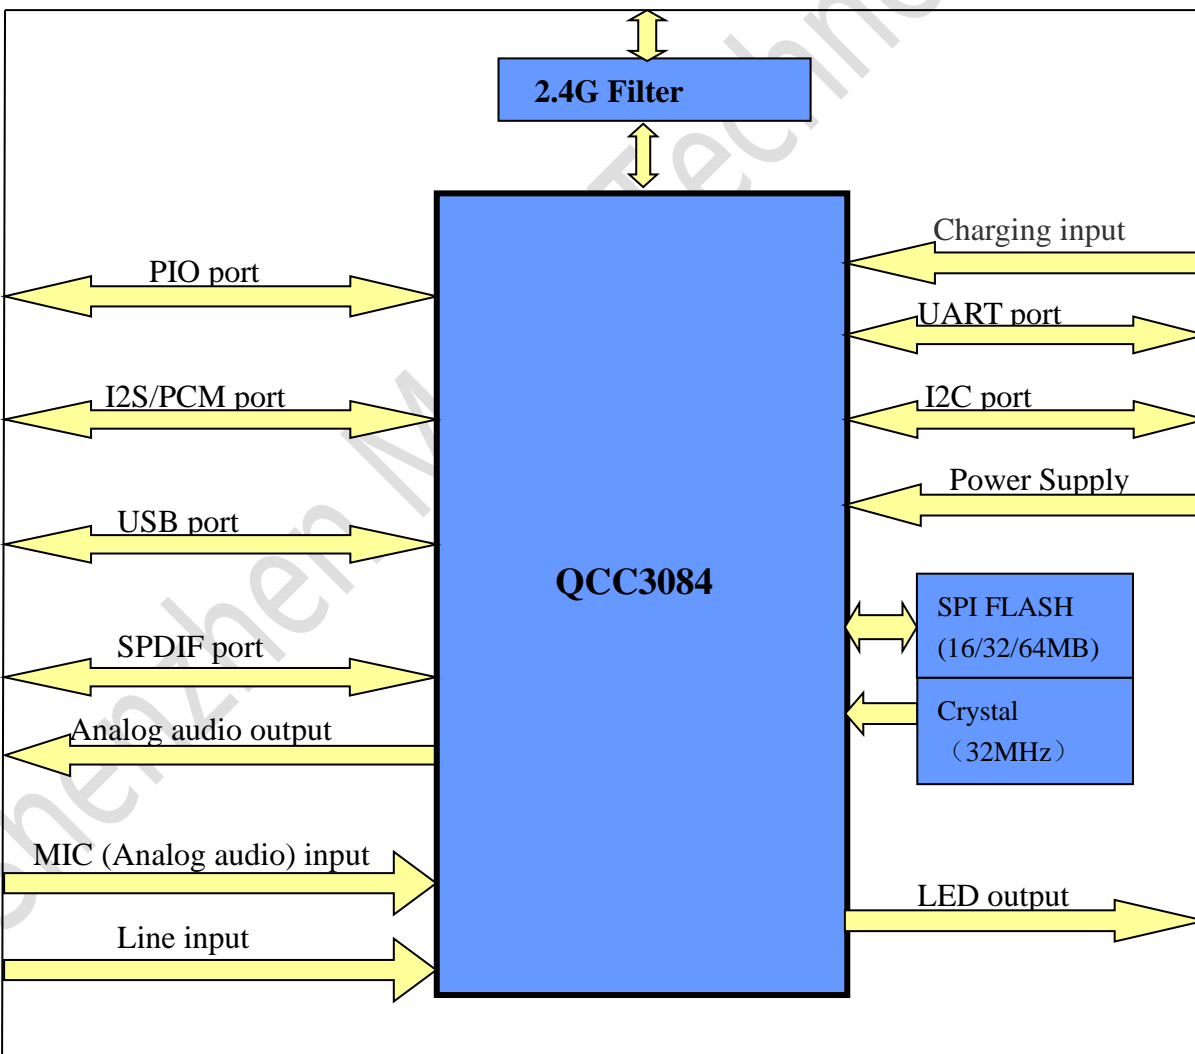 2.4G Filter
Charging input
PIO port
UART port
I2S/PCM port
I2C port
Power Supply
USB port
QCC3084
SPI FLASH
(16/32/64MB)
SPDIF port
Crystal
（32MHz）
Analog audio output
MIC (Analog audio) input
LED output
Line input